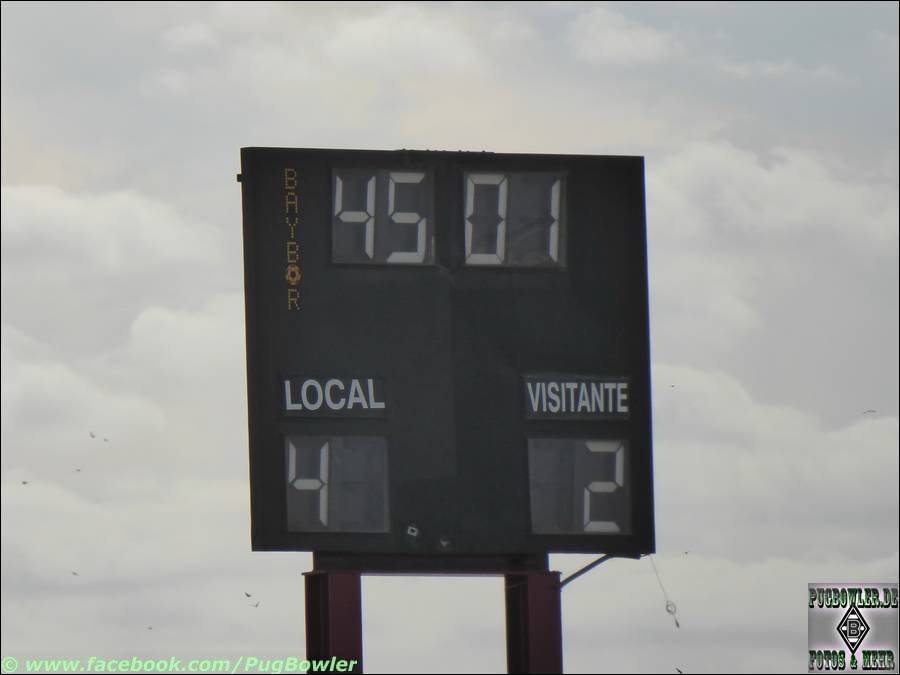 BAYBOR
45 01
LOCAL VISITANTE
4 2
PUGBOWLER.DE
FOTOS & MEHR
© www.facebook.com/PugBowler